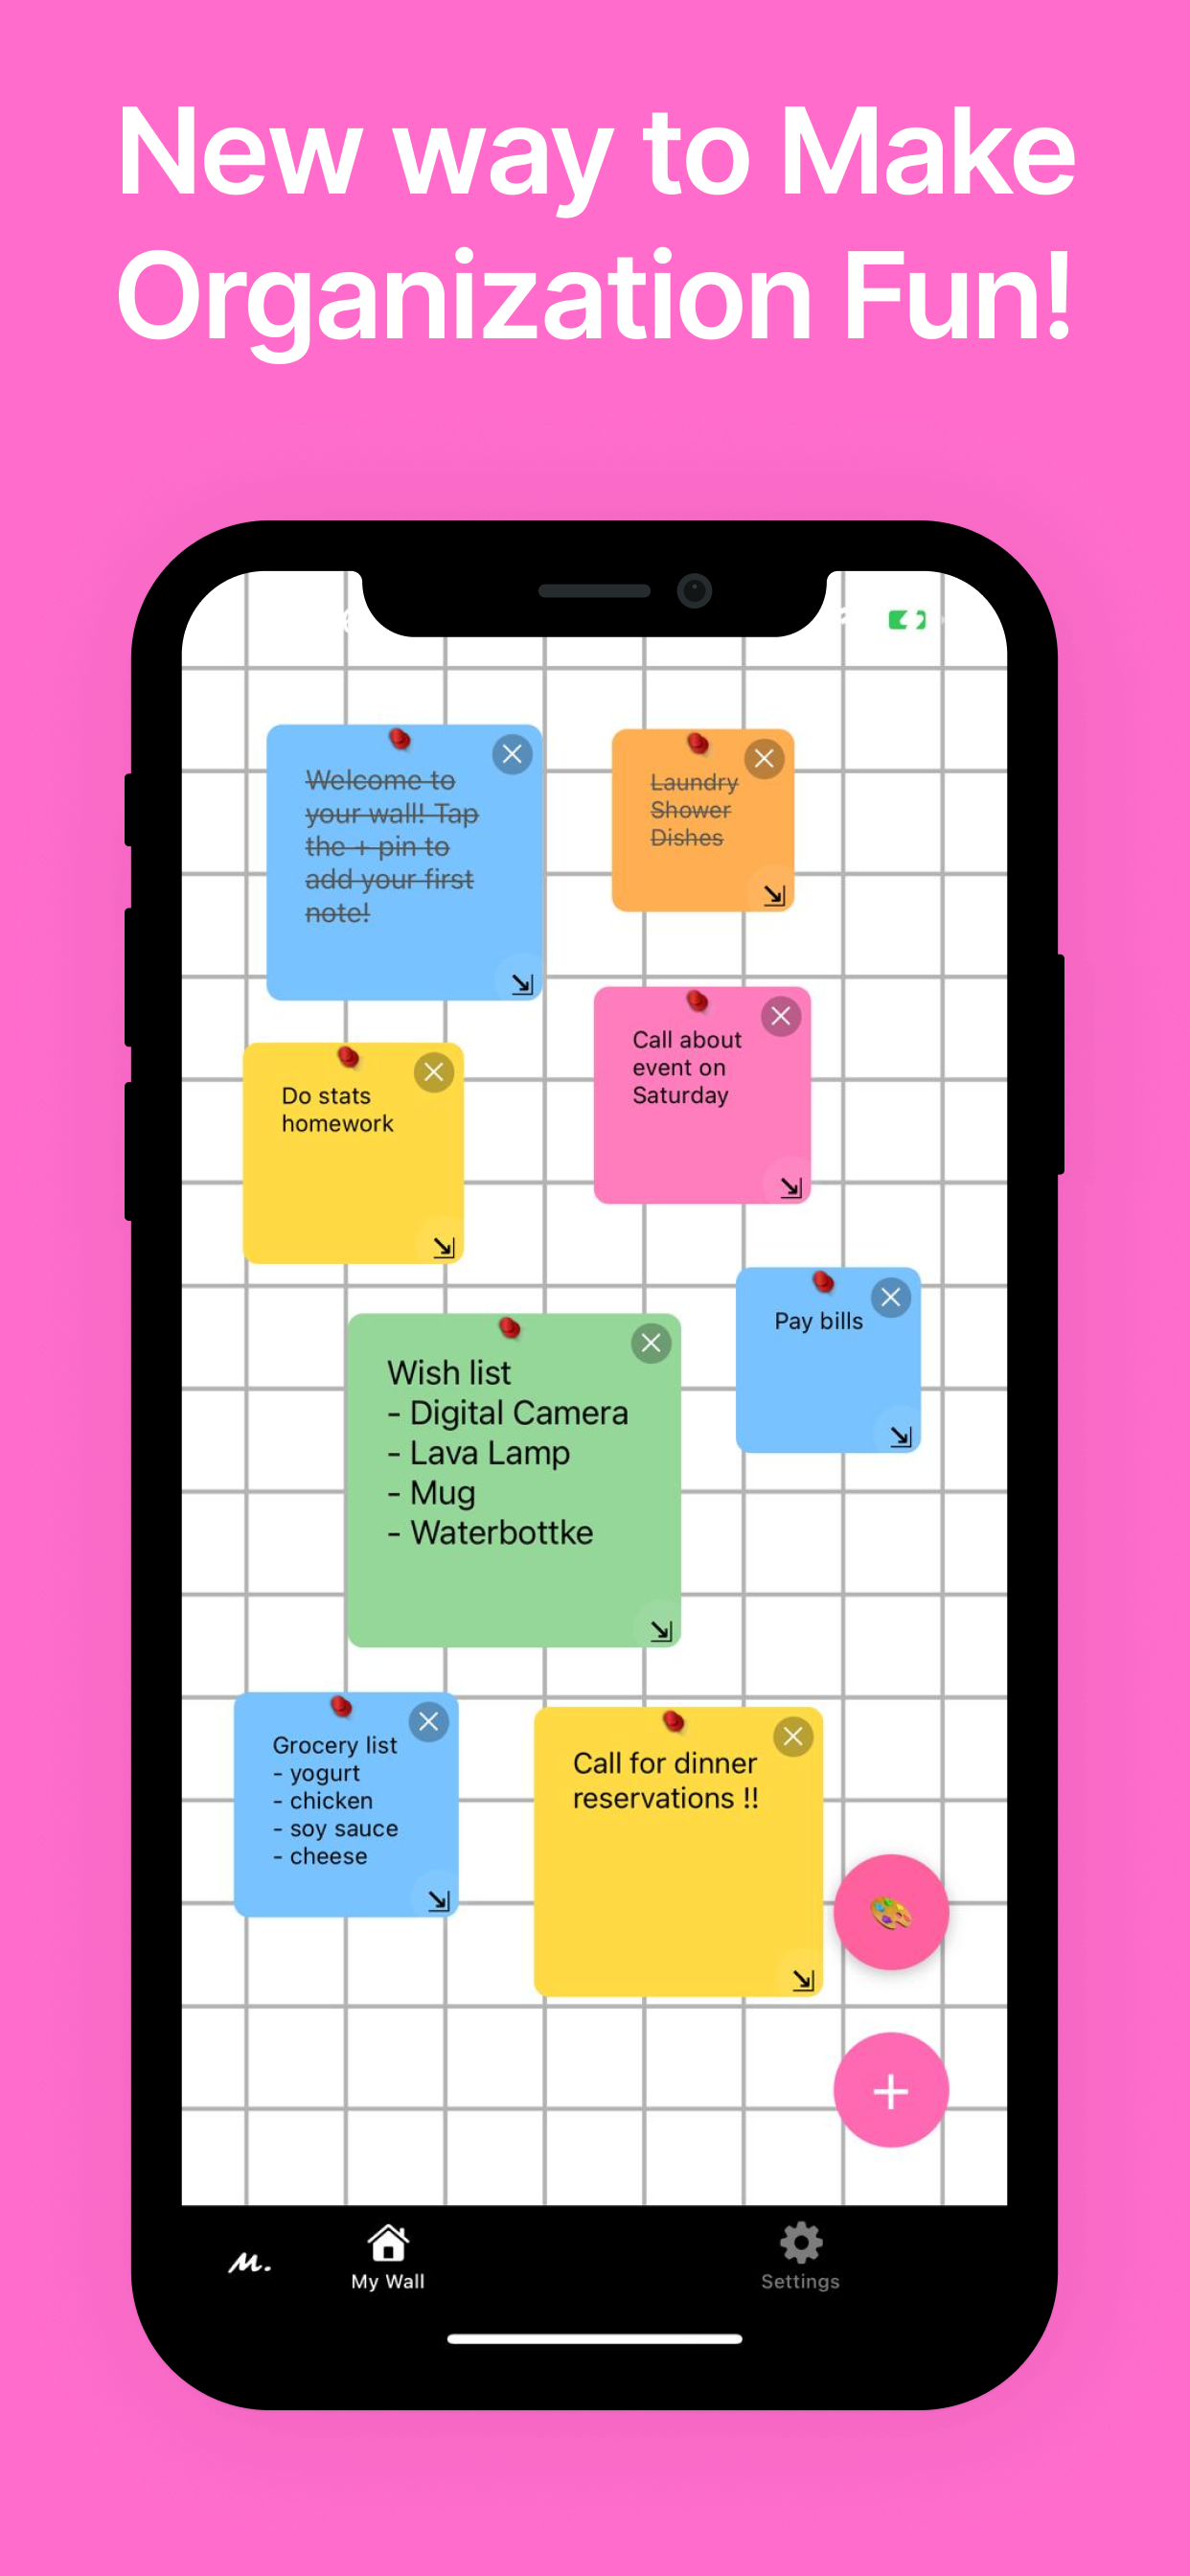 New way to Make
Organization Fun!
Welcome to
your wall! Tap
the + pin to
add your first
note!
Laundry
Shower
Dishes
Call about
event on
Saturday
Do stats
homework
Pay bills
Wish list
- Digital Camera
- Lava Lamp
- Mug
- Waterbottke
Grocery list
- yogurt
- chicken
- soy sauce
- cheese
Call for dinner
reservations !!
M.
My Wall
Settings